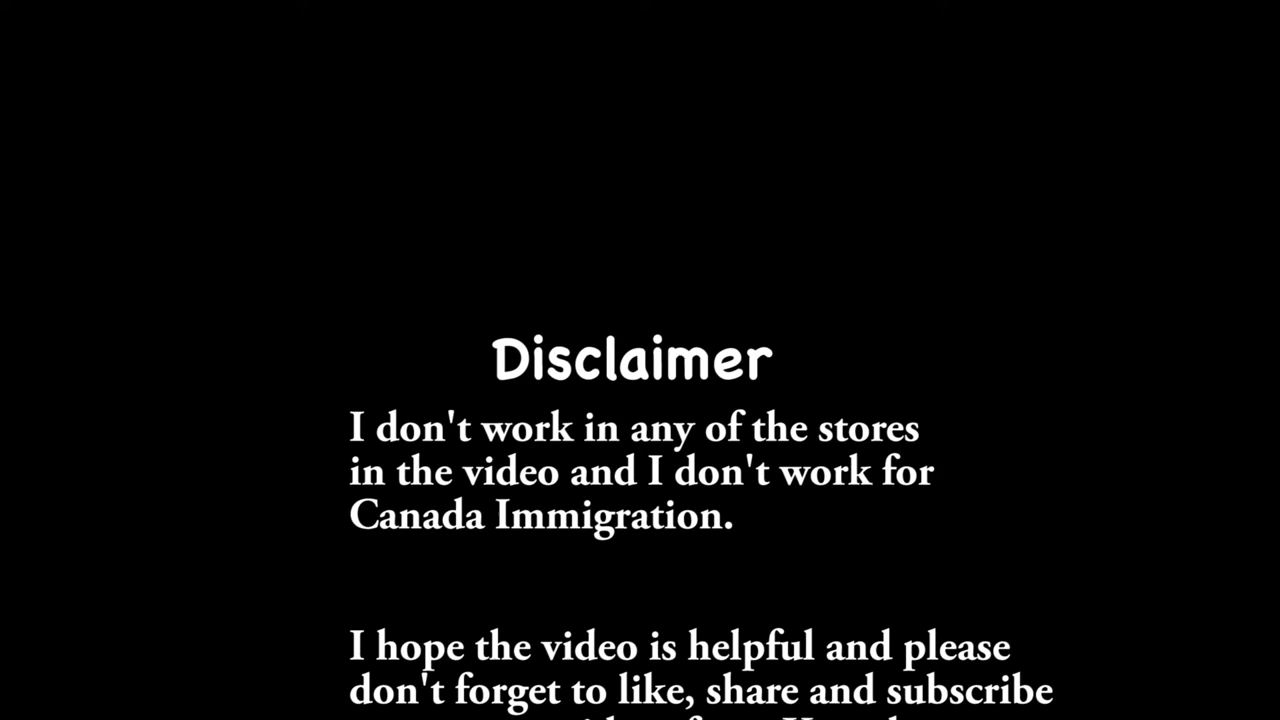 Disclaimer
I don't work in any of the stores
in the video and I don't work for
Canada Immigration.
I hope the video is helpful and please
don't forget to like, share and subscribe